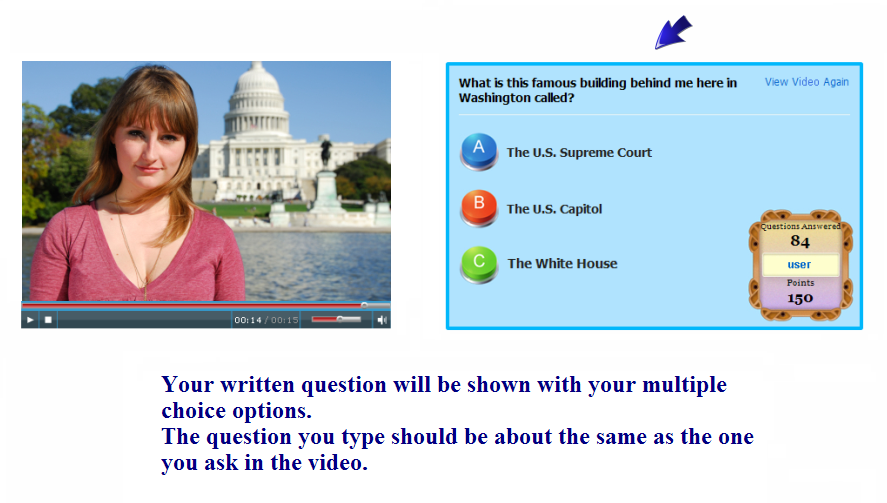 What is this famous building behind me here in
Washington called?
View Video Again
A
The U.S. Supreme Court
B
The U.S. Capitol
C
The White House
Questions Answered
84
user
Points
150
00:14 / 00:15
Your written question will be shown with your multiple
choice options.
The question you type should be about the same as the one
you ask in the video.